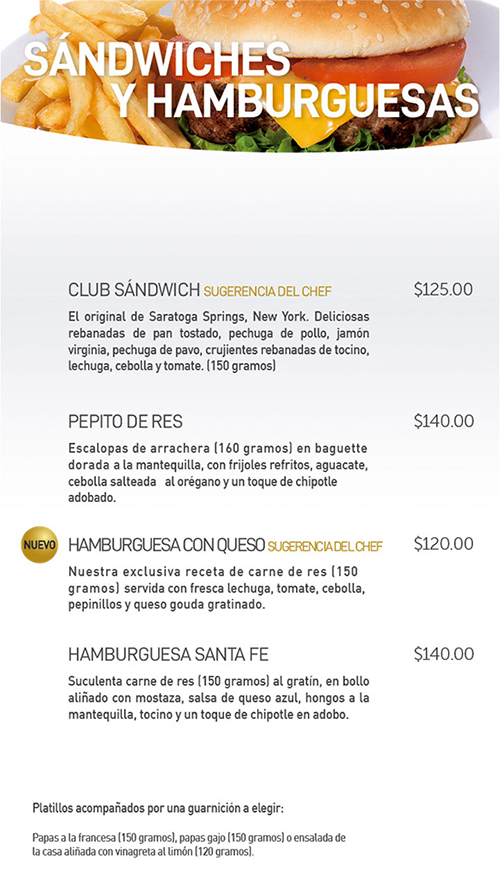 SÁNDWICHES
Y HAMBURGUESAS
CLUB SÁNDWICH SUGERENCIA DEL CHEF $125.00
El original de Saratoga Springs, New York. Deliciosas
rebanadas de pan tostado, pechuga de pollo, jamón
virginia, pechuga de pavo, crujientes rebanadas de tocino,
lechuga, cebolla y tomate. (150 gramos)
PEPITO DE RES $140.00
Escalopas de arrachera (160 gramos) en baguette
dorada a la mantequilla, con frijoles refritos, aguacate,
cebolla salteada al orégano y un toque de chipotle
adobado.
NUEVO HAMBURGUESA CON QUESO SUGERENCIA DEL CHEF $120.00
Nuestra exclusiva receta de carne de res (150
gramos) servida con fresca lechuga, tomate, cebolla,
pepinillos y queso gouda gratinado.
HAMBURGUESA SANTA FE $140.00
Suculenta carne de res (150 gramos) al gratín, en bollo
aliñado con mostaza, salsa de queso azul, hongos a la
mantequilla, tocino y un toque de chipotle en adobo.
Platillos acompañados por una guarnición a elegir:
Papas a la francesa (150 gramos), papas gajo (150 gramos) o ensalada de
la casa aliñada con vinagreta al limón (120 gramos).